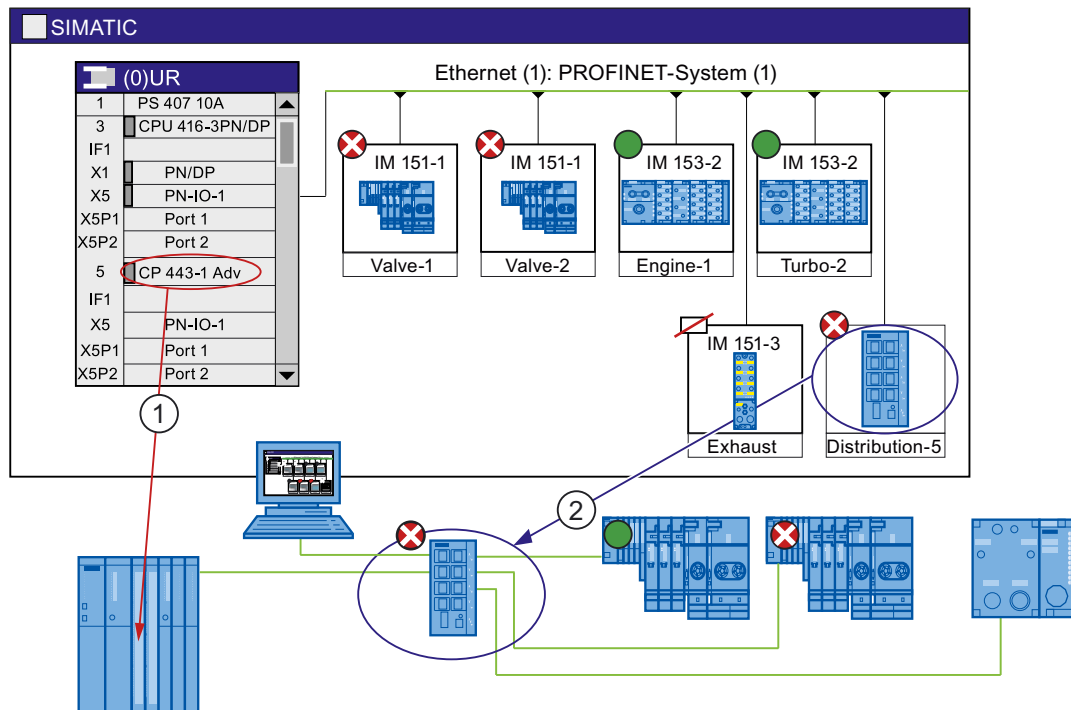 SIMATIC
(0)UR
1 PS 407 10A
3 CPU 416-3PN/DP
IF1
X1 PN/DP
X5 PN-IO-1
X5P1 Port 1
X5P2 Port 2
5 CP 443-1 Adv
IF1
X5 PN-IO-1
X5P1 Port 1
X5P2 Port 2
Ethernet (1): PROFINET-System (1)
IM 151-1
Valve-1
IM 151-1
Valve-2
IM 153-2
Engine-1
IM 153-2
Turbo-2
IM 151-3
Exhaust
Distribution-5
1
2